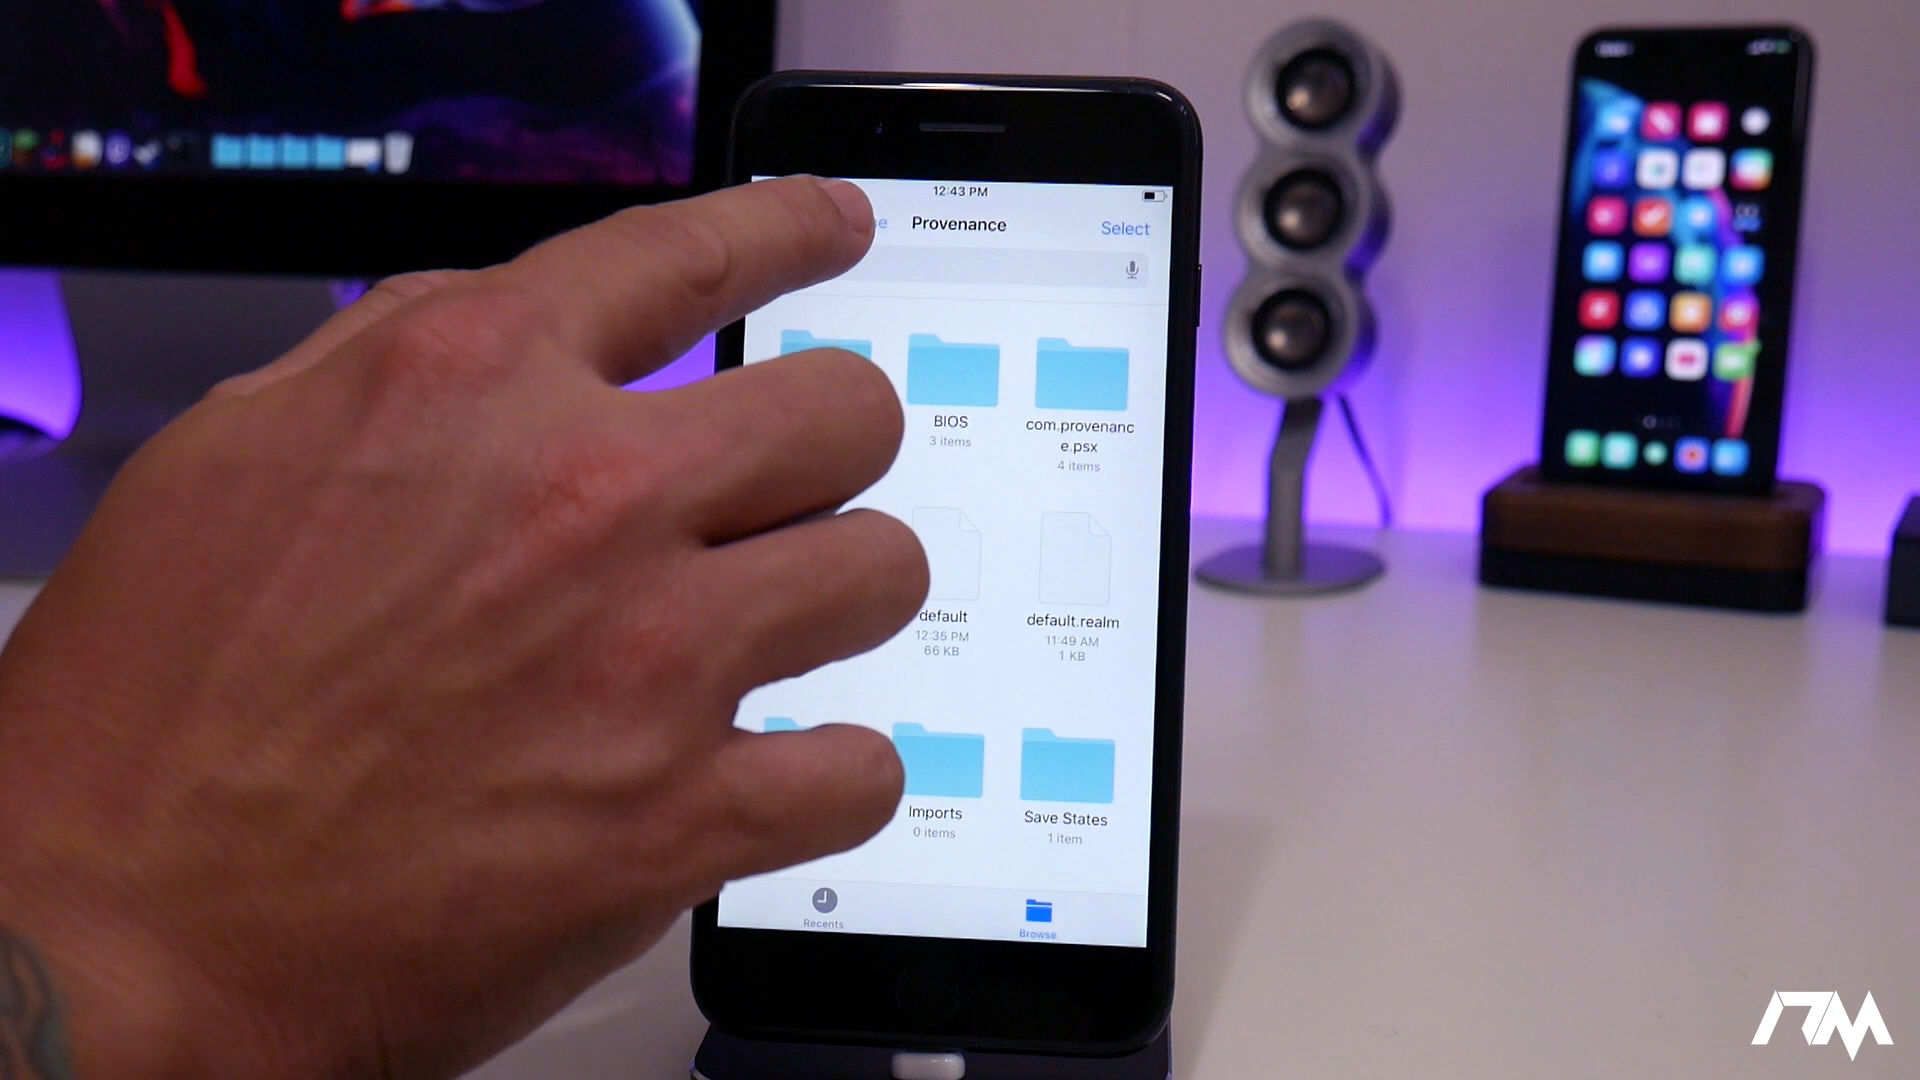 12:43 PM
Provenance
Select
BIOS
3 items
com.provenanc
e.psx
4 items
default
12:35 PM
66 KB
default.realm
11:49 AM
1 KB
Imports
0 items
Save States
1 item
Recents
Browse